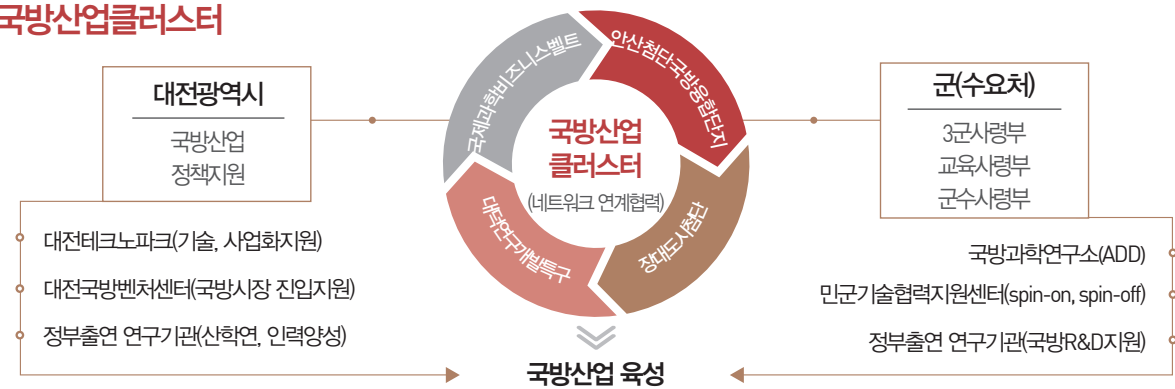 국방산업클러스터
대전광역시
국방산업
정책지원
대전테크노파크(기술, 사업화지원)
대전국방벤처센터(국방시장 진입지원)
정부출연 연구기관(산학연, 인력양성)
국제과학비즈니스벨트
안산첨단국방융합단지
대덕연구개발특구
장대도시첨단
국방산업
클러스터
(네트워크 연계협력)
국방산업 육성
군(수요처)
3군사령부
교육사령부
군수사령부
국방과학연구소(ADD)
민군기술협력지원센터(spin-on, spin-off)
정부출연 연구기관(국방R&D지원)